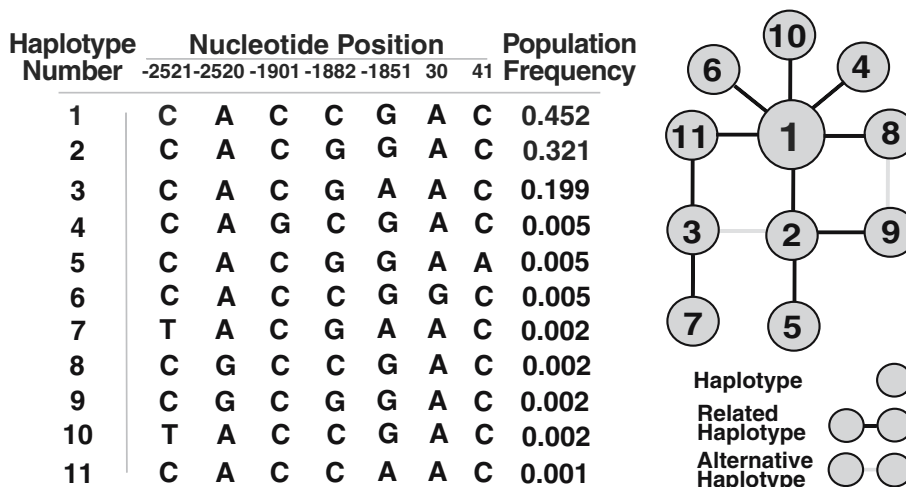 Haplotype Number Nucleotide Position Population Frequency
-2521 -2520 -1901 -1882 -1851 30 41
1 C A C C G A C 0.452
2 C A C G G A C 0.321
3 C A C G A A C 0.199
4 C A G C G A C 0.005
5 C A C G G A A 0.005
6 C A C C G G C 0.005
7 T A C G A A C 0.002
8 C G C C G A C 0.002
9 C G C G G A C 0.002
10 T A C C G A C 0.002
11 C A C C A A C 0.001
10
6 4
11 1 8
3 2 9
7 5
Haplotype
Related
Haplotype
Alternative
Haplotype